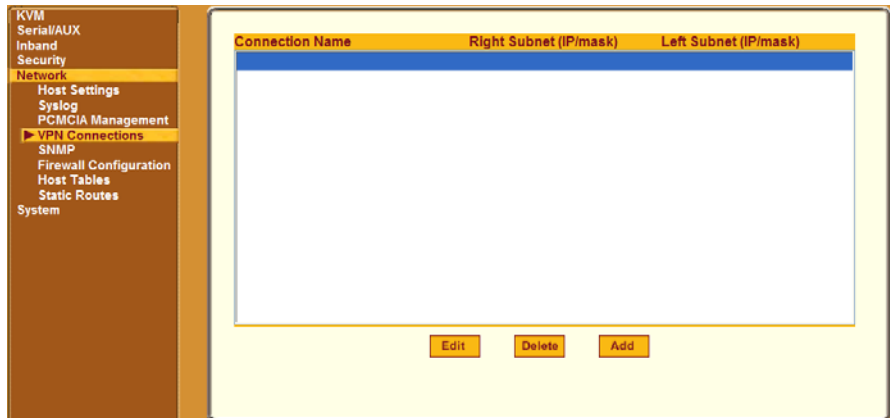 KVM
Serial/AUX
Inband
Security
Network
Host Settings
Syslog
PCMCIA Management
VPN Connections
SNMP
Firewall Configuration
Host Tables
Static Routes
System
Connection Name Right Subnet (IP/mask) Left Subnet (IP/mask)
Edit Delete Add